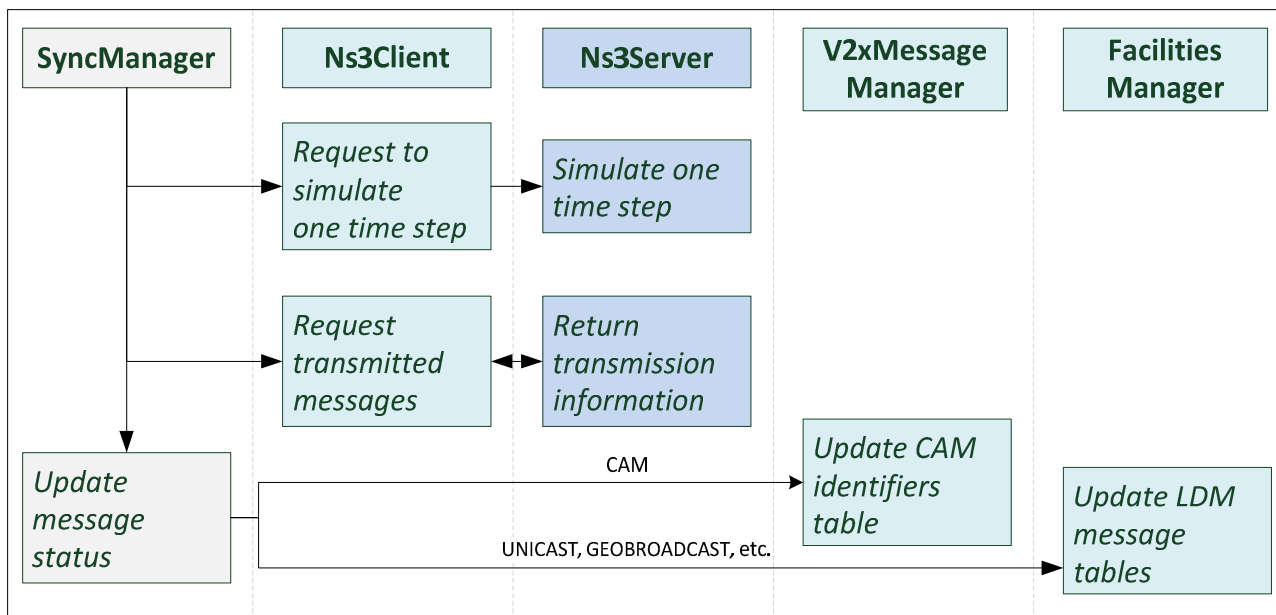 SyncManager
Ns3Client
Ns3Server
V2xMessage
Manager
Facilities
Manager
Request to
simulate
one time step
Simulate one
time step
Request
transmitted
messages
Return
transmission
information
Update
message
status
CAM
Update CAM
identifiers
table
UNICAST, GEOBROADCAST, etc.
Update LDM
message
tables